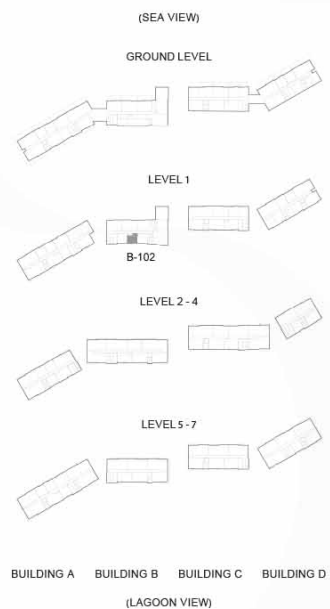 (SEA VIEW)
GROUND LEVEL
LEVEL 1
B-102
LEVEL 2 - 4
LEVEL 5 - 7
BUILDING A BUILDING B BUILDING C BUILDING D
(LAGOON VIEW)